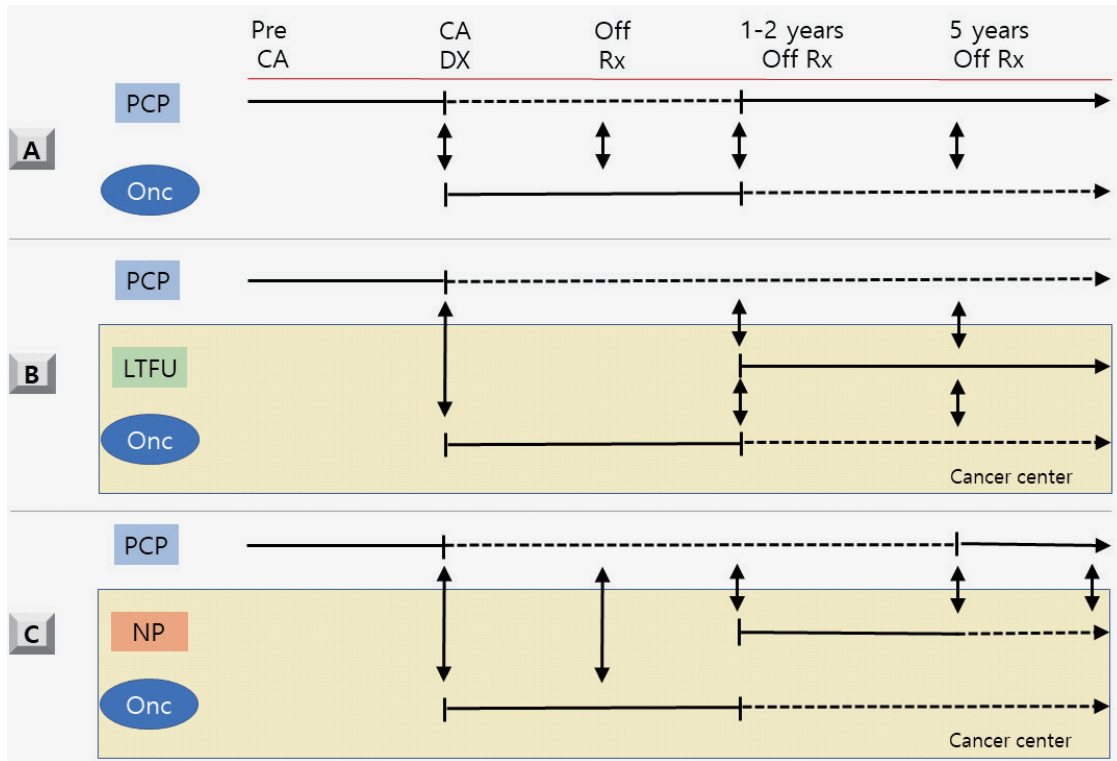 Pre CA
CA DX
Off Rx
1-2 years Off Rx
5 years Off Rx
A
PCP
Onc
B
PCP
LTFU
Onc
Cancer center
C
PCP
NP
Onc
Cancer center